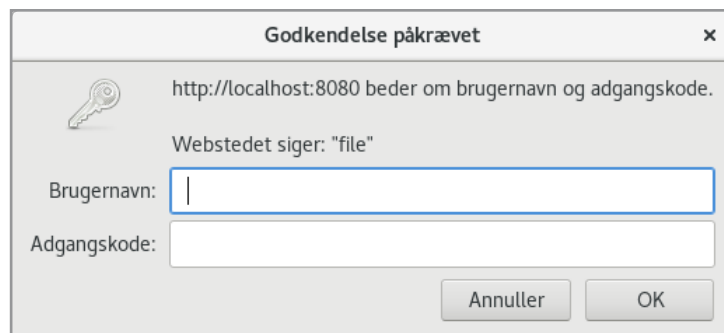 Godkendelse påkrævet
http://localhost:8080 beder om brugernavn og adgangskode.
Webstedet siger: "file"
Brugernavn:
Adgangskode:
Annuller OK